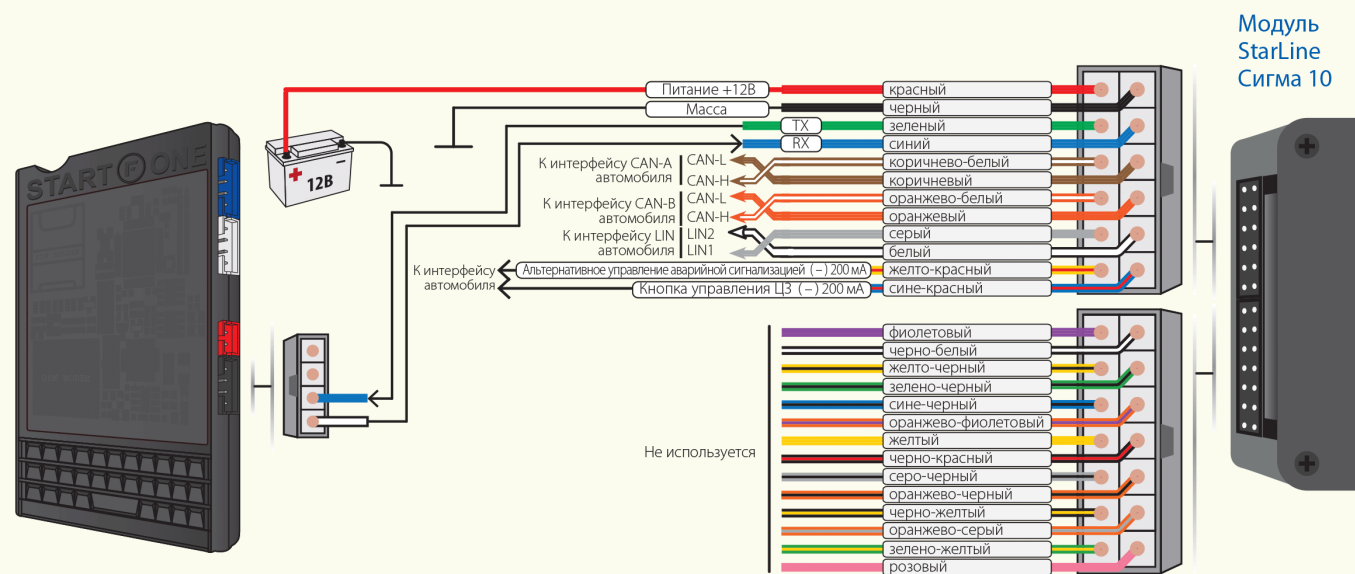 Модуль
StarLine
Сигма 10
START F ONE
12В
Питание +12В
красный
Масса
черный
TX
зеленый
RX
синий
К интерфейсу CAN-A
автомобиля
CAN-L
коричнево-белый
CAN-H
коричневый
К интерфейсу CAN-B
автомобиля
CAN-L
оранжево-белый
CAN-H
оранжевый
К интерфейсу LIN
автомобиля
LIN2
серый
LIN1
белый
К интерфейсу
автомобиля
Альтернативное управление аварийной сигнализацией (–) 200 мА
желто-красный
Кнопка управления ЦЗ (–) 200 мА
сине-красный
Не используется
фиолетовый
черно-белый
желто-черный
зелено-черный
сине-черный
оранжево-фиолетовый
желтый
черно-красный
серо-черный
оранжево-черный
черно-желтый
оранжево-серый
зелено-желтый
розовый